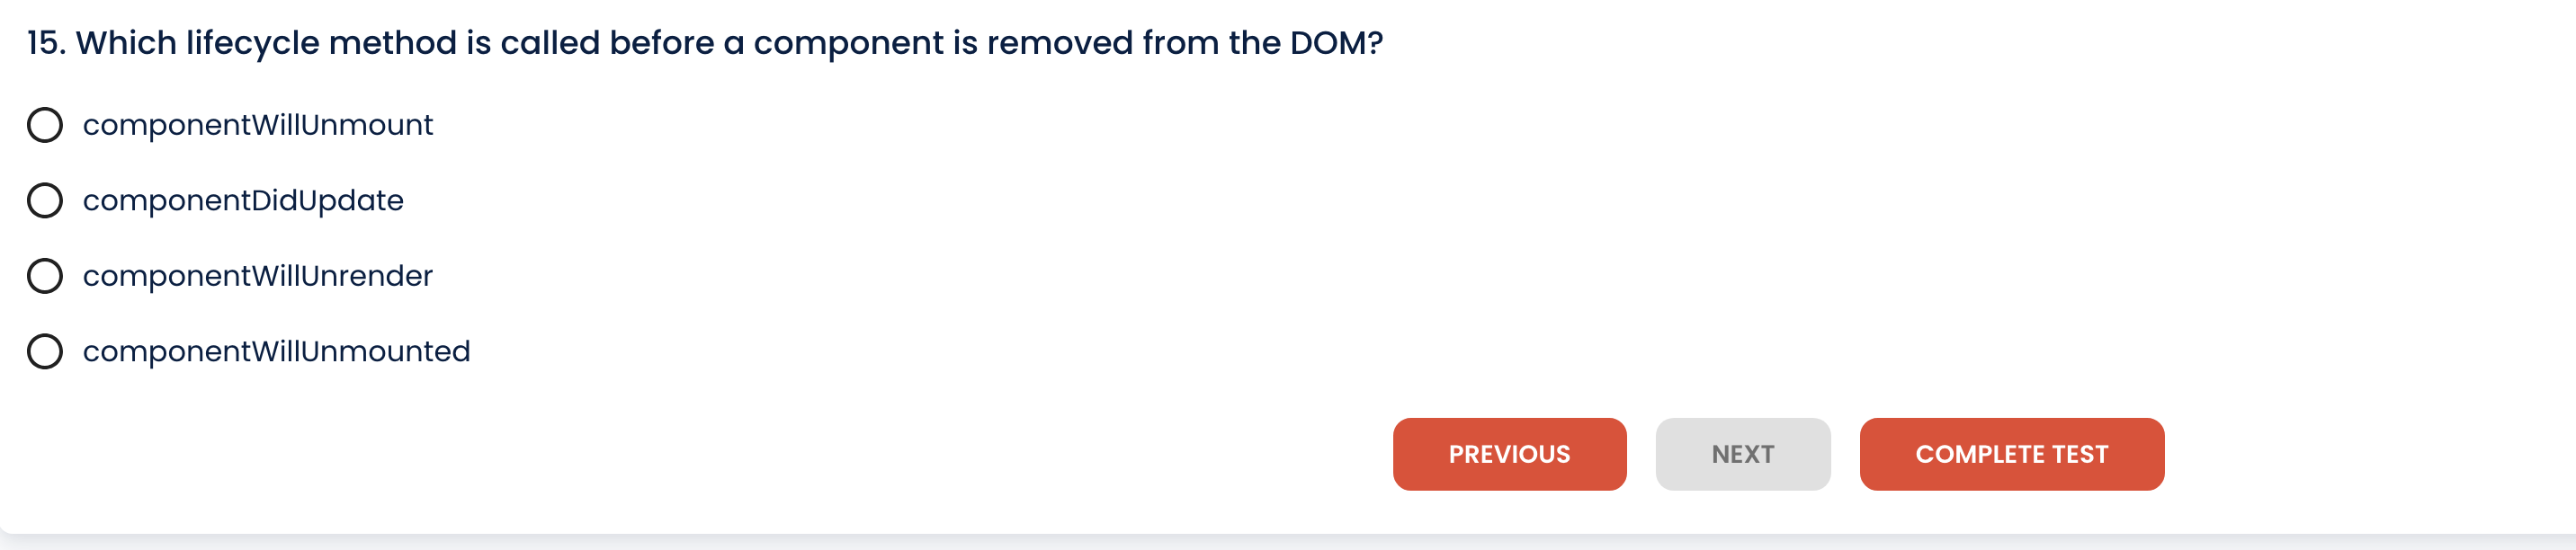 15. Which lifecycle method is called before a component is removed from the DOM?
componentWillUnmount
componentDidUpdate
componentWillUnrender
componentWillUnmounted
PREVIOUS
NEXT
COMPLETE TEST